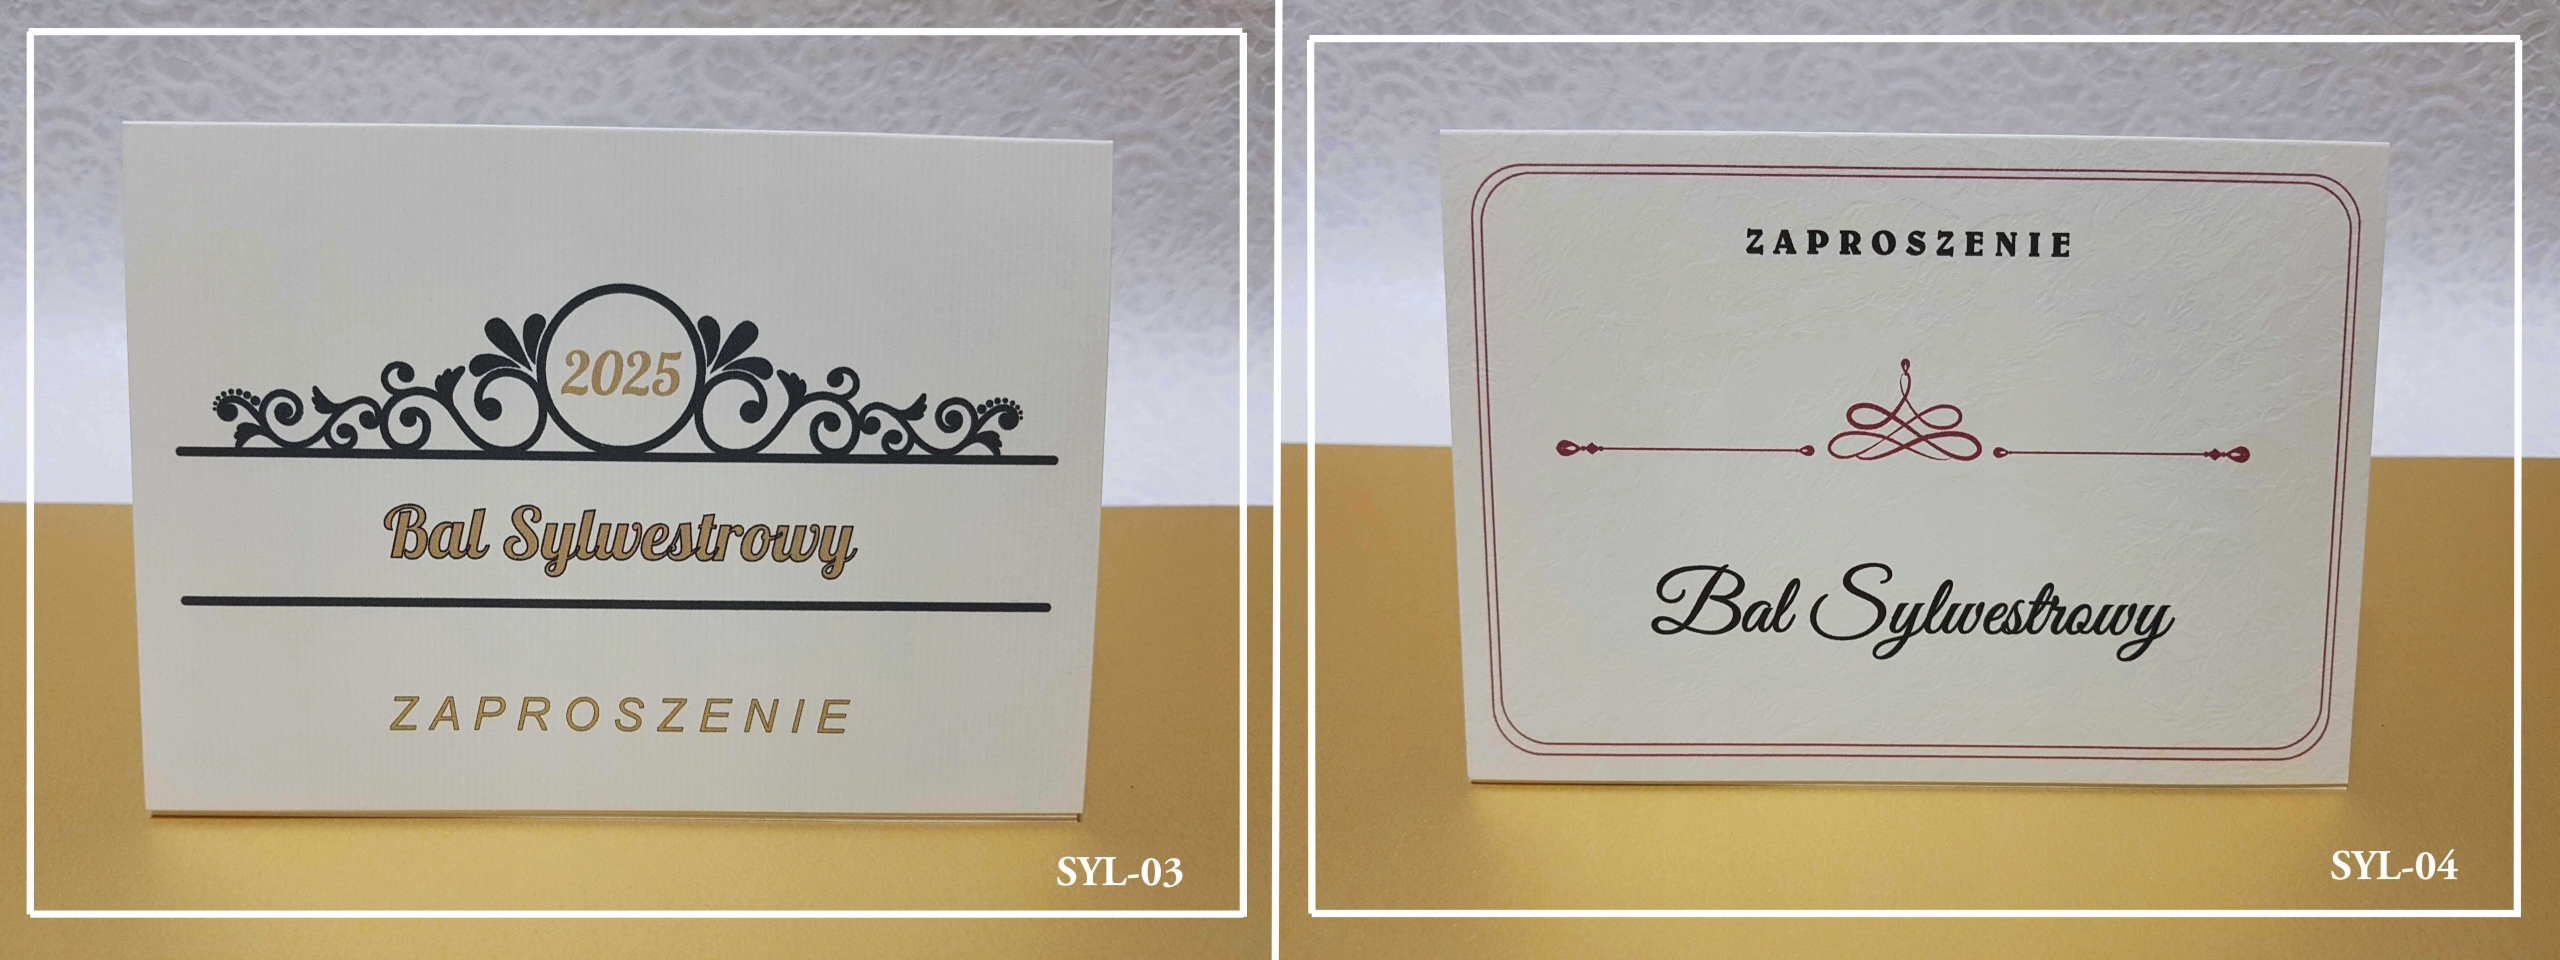 2025
Bal Sylwestrowy
ZAPROSZENIE
SYL-03
ZAPROSZENIE
Bal Sylwestrowy
SYL-04